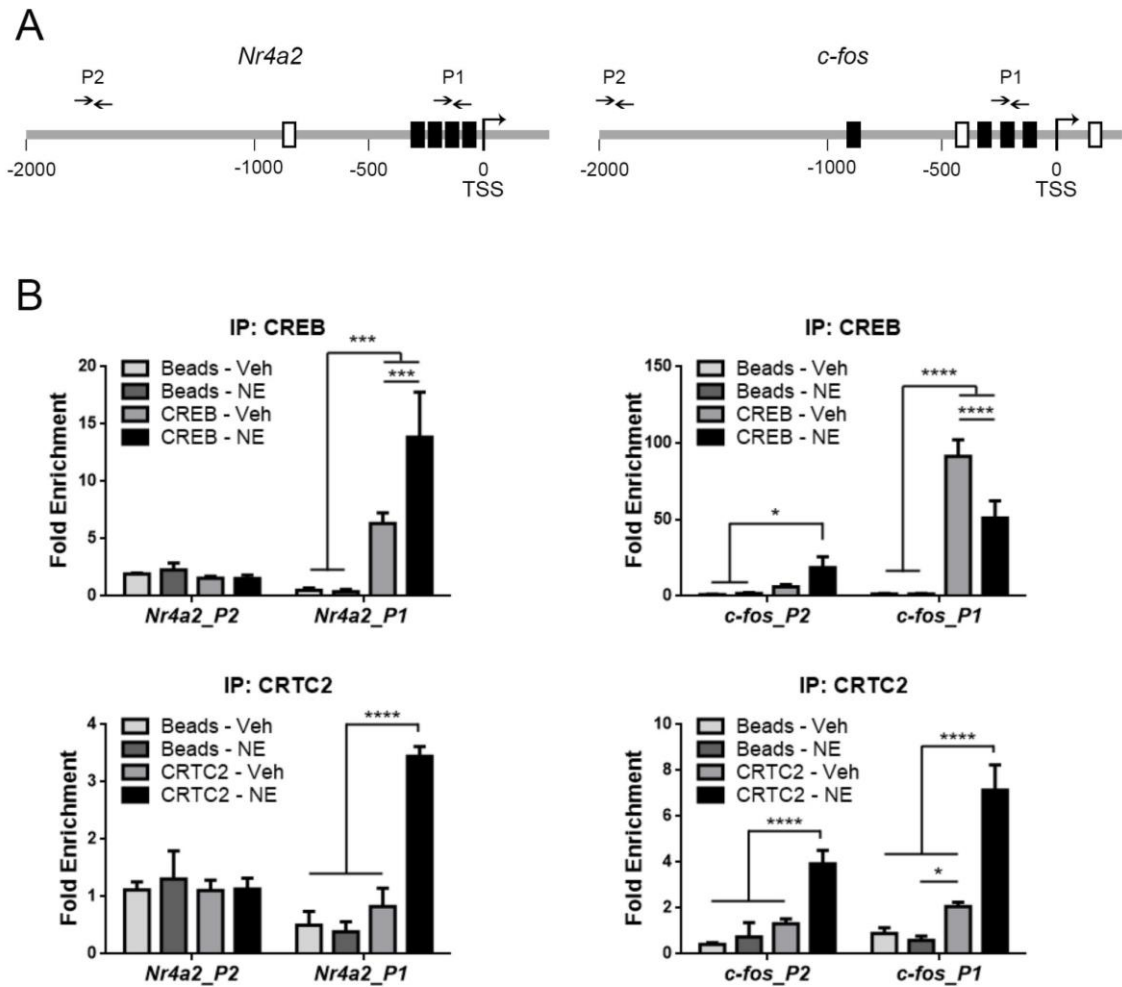 A
Nr4a2
c-fos
P2
P1
P2
P1
-2000
-1000
-500
0
TSS
-2000
-1000
-500
0
TSS
B
IP: CREB
Fold Enrichment
20
15
10
5
0
Beads - Veh
Beads - NE
CREB - Veh
CREB - NE
***
***
Nr4a2_P2
Nr4a2_P1
IP: CREB
Fold Enrichment
150
100
50
0
Beads - Veh
Beads - NE
CREB - Veh
CREB - NE
*
****
****
c-fos_P2
c-fos_P1
IP: CRTC2
Fold Enrichment
4
3
2
1
0
Beads - Veh
Beads - NE
CRTC2 - Veh
CRTC2 - NE
****
Nr4a2_P2
Nr4a2_P1
IP: CRTC2
Fold Enrichment
10
8
6
4
2
0
Beads - Veh
Beads - NE
CRTC2 - Veh
CRTC2 - NE
****
****
*
c-fos_P2
c-fos_P1